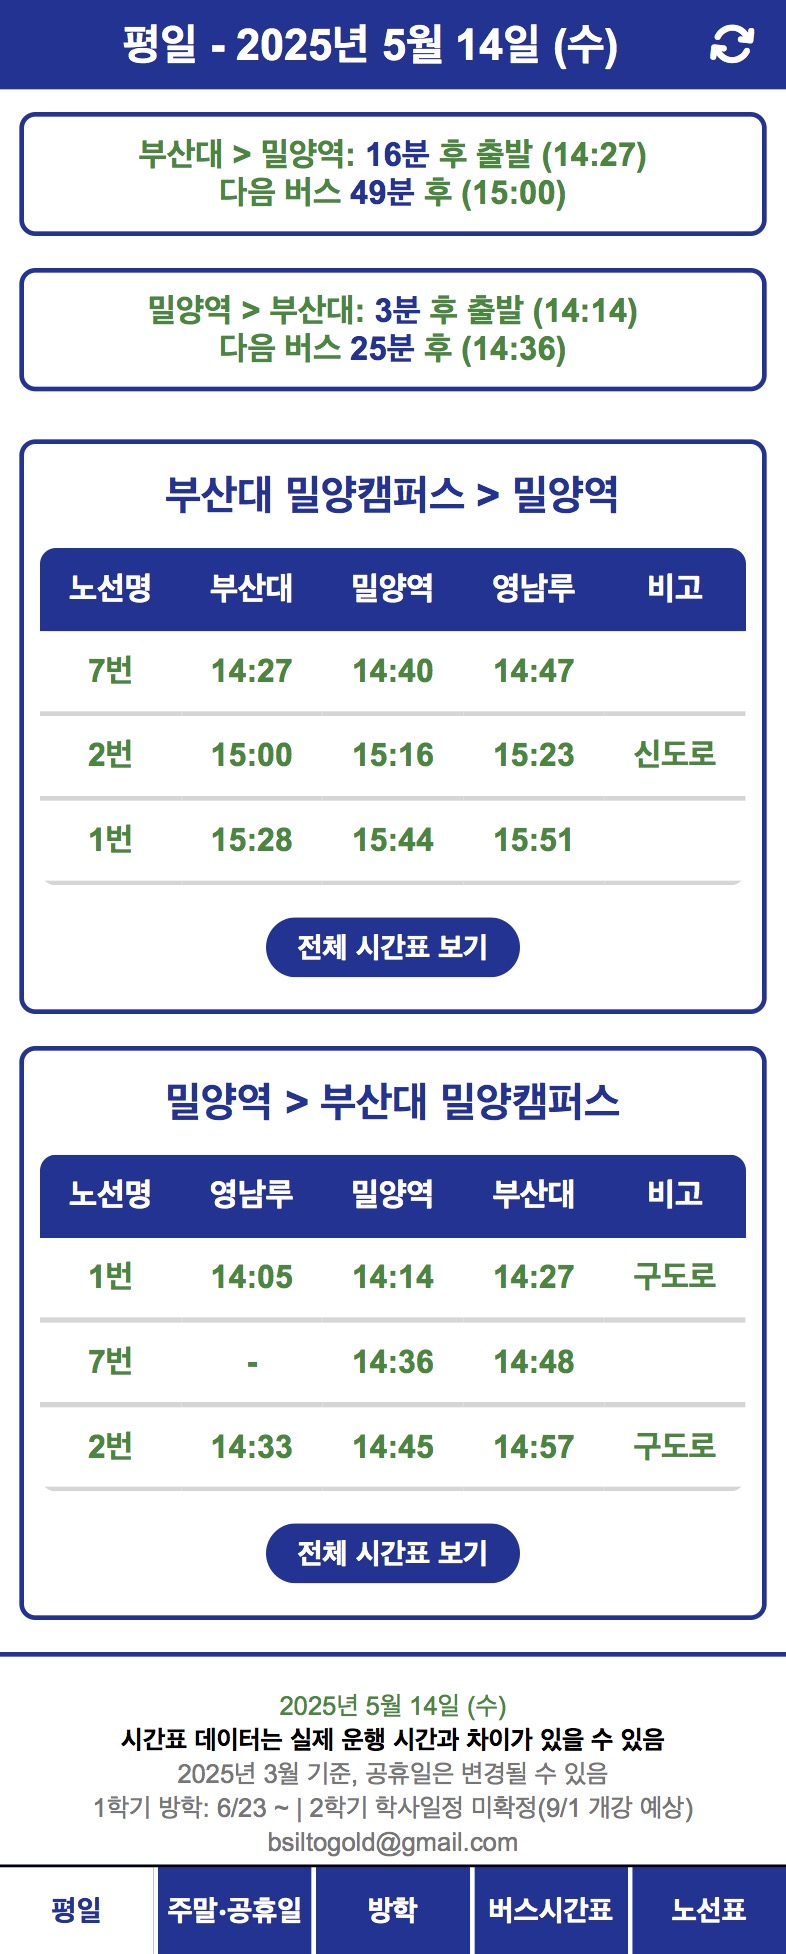 평일 - 2025년 5월 14일 (수)
부산대 > 밀양역: 16분 후 출발 (14:27)
다음 버스 49분 후 (15:00)
밀양역 > 부산대: 3분 후 출발 (14:14)
다음 버스 25분 후 (14:36)
부산대 밀양캠퍼스 > 밀양역
노선명 부산대 밀양역 영남루 비고
7번 14:27 14:40 14:47
2번 15:00 15:16 15:23 신도로
1번 15:28 15:44 15:51
전체 시간표 보기
밀양역 > 부산대 밀양캠퍼스
노선명 영남루 밀양역 부산대 비고
1번 14:05 14:14 14:27 구도로
7번 - 14:36 14:48
2번 14:33 14:45 14:57 구도로
전체 시간표 보기
2025년 5월 14일 (수)
시간표 데이터는 실제 운행 시간과 차이가 있을 수 있음
2025년 3월 기준, 공휴일은 변경될 수 있음
1학기 방학: 6/23 ~ | 2학기 학사일정 미확정(9/1 개강 예상)
bsiltogold@gmail.com
평일 주말·공휴일 방학 버스시간표 노선표